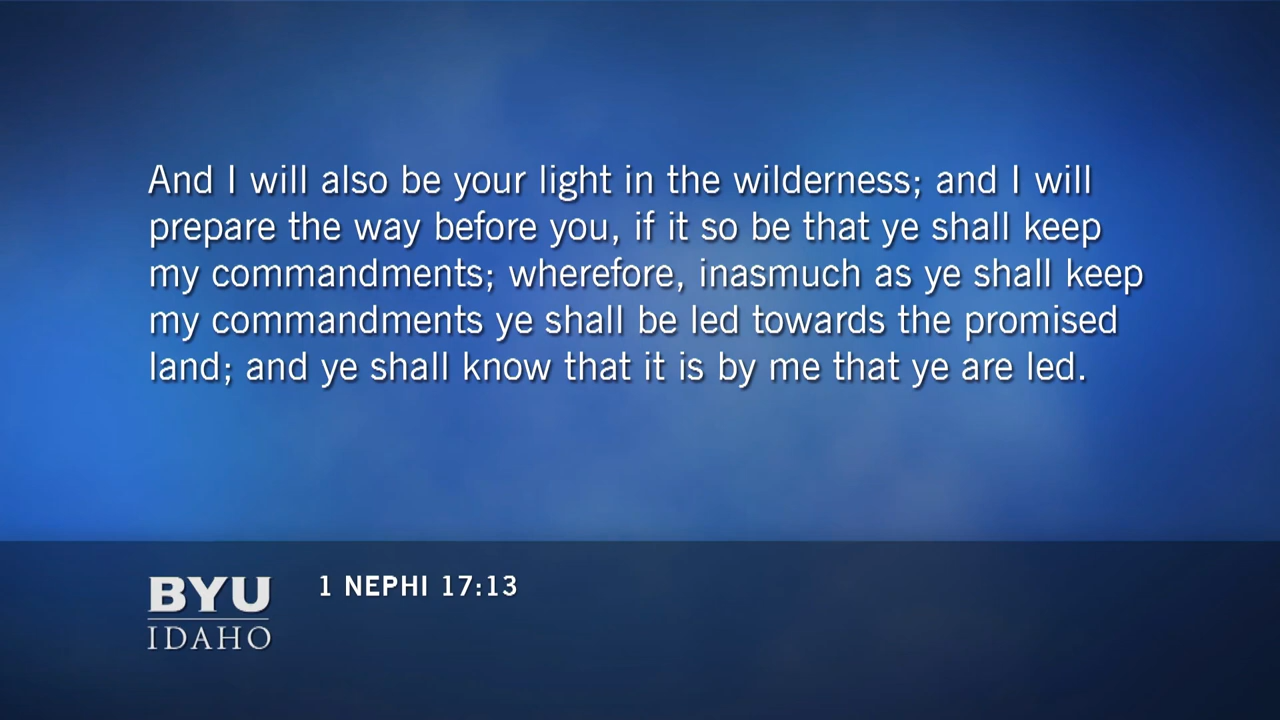 And I will also be your light in the wilderness; and I will
prepare the way before you, if it so be that ye shall keep
my commandments; wherefore, inasmuch as ye shall keep
my commandments ye shall be led towards the promised
land; and ye shall know that it is by me that ye are led.
BYU
IDAHO
1 NEPHI 17:13